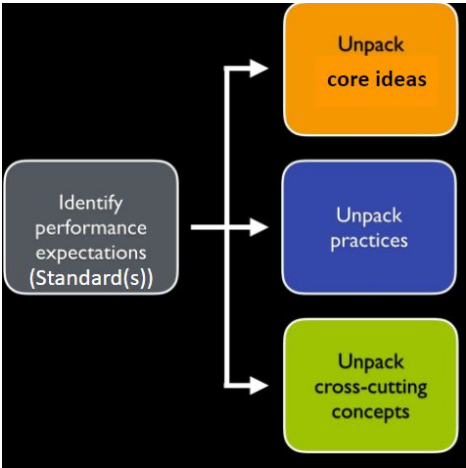 Unpack
core ideas
Identify
performance
expectations
(Standard(s))
Unpack
practices
Unpack
cross-cutting
concepts